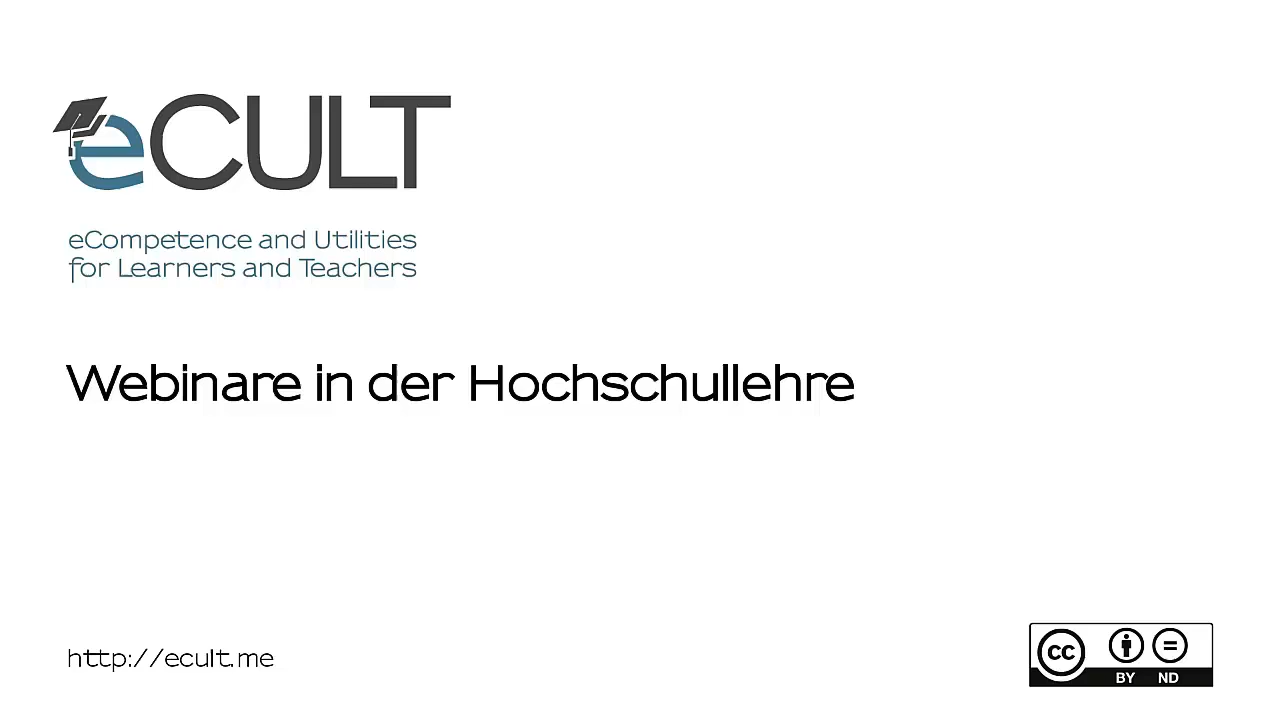 eCULT
eCompetence and Utilities
for Learners and Teachers
Webinare in der Hochschullehre
http://ecult.me
cc
BY ND